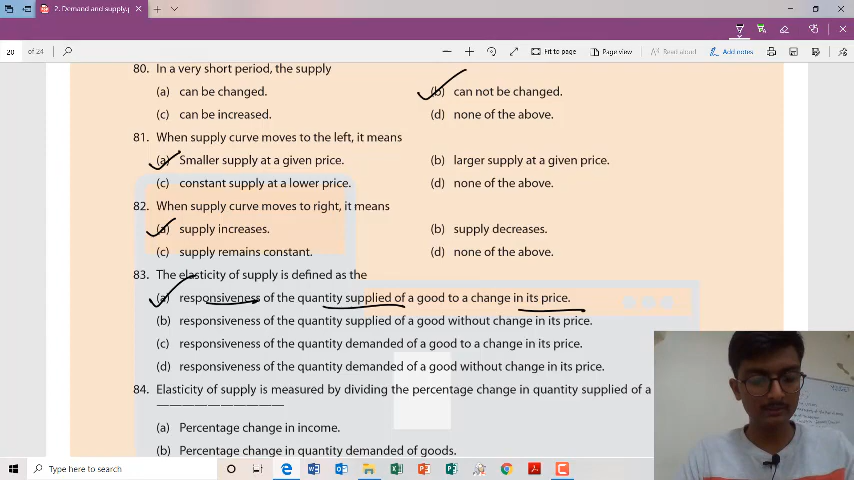 2. Demand and supply.p
20 of 24
Fit to page
Page view
Read aloud
Add notes
80. In a very short period, the supply
(a) can be changed.
(b) can not be changed.
(c) can be increased.
(d) none of the above.
81. When supply curve moves to the left, it means
(a) Smaller supply at a given price.
(b) larger supply at a given price.
(c) constant supply at a lower price.
(d) none of the above.
82. When supply curve moves to right, it means
(a) supply increases.
(b) supply decreases.
(c) supply remains constant.
(d) none of the above.
83. The elasticity of supply is defined as the
(a) responsiveness of the quantity supplied of a good to a change in its price.
(b) responsiveness of the quantity supplied of a good without change in its price.
(c) responsiveness of the quantity demanded of a good to a change in its price.
(d) responsiveness of the quantity demanded of a good without change in its price.
84. Elasticity of supply is measured by dividing the percentage change in quantity supplied of a
(a) Percentage change in income.
(b) Percentage change in quantity demanded of goods.
Type here to search